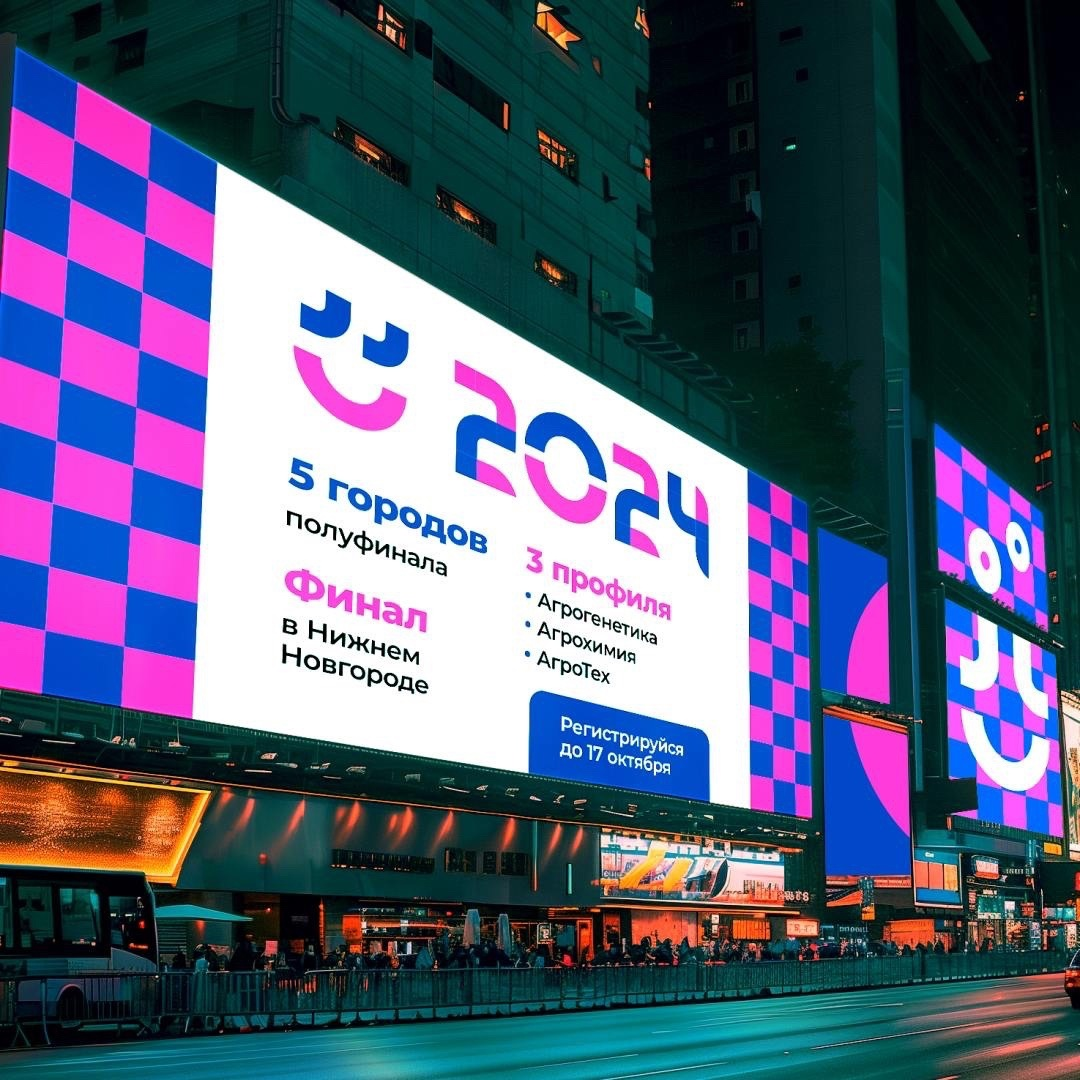 2024
5 городов
полуфинала
Финал
в Нижнем
Новгороде
3 профиля
• Агрогенетика
• Агрохимия
• АгроТех
Регистрируйся
до 17 октября